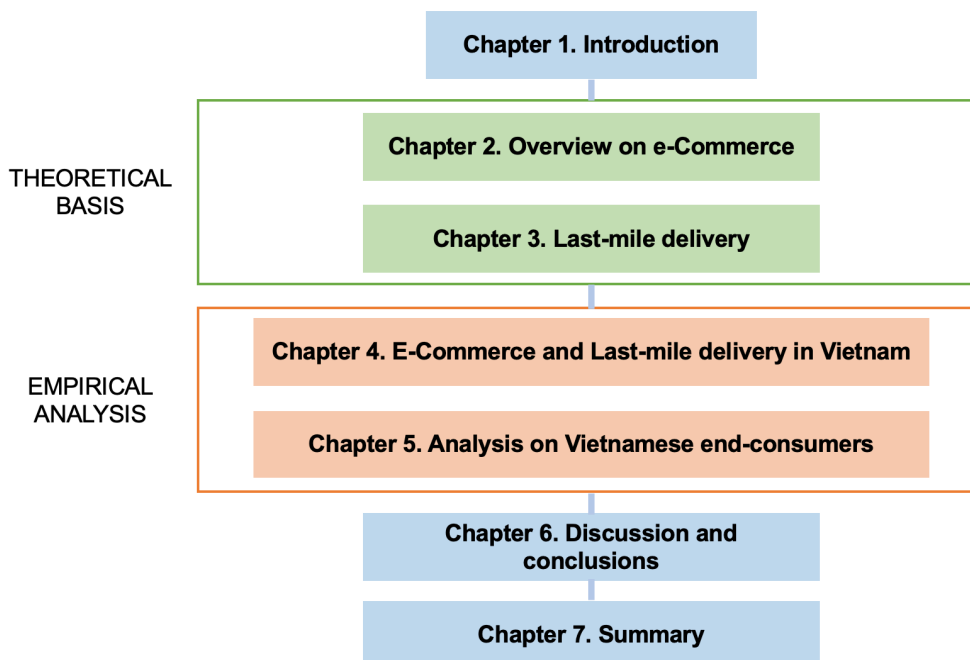 Chapter 1. Introduction
THEORETICAL
BASIS
Chapter 2. Overview on e-Commerce
Chapter 3. Last-mile delivery
EMPIRICAL
ANALYSIS
Chapter 4. E-Commerce and Last-mile delivery in Vietnam
Chapter 5. Analysis on Vietnamese end-consumers
Chapter 6. Discussion and
conclusions
Chapter 7. Summary